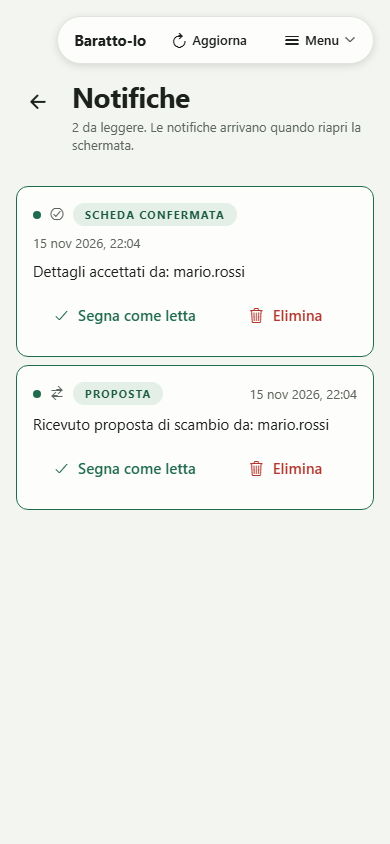 Baratto-lo Aggiorna Menu
Notifiche
2 da leggere. Le notifiche arrivano quando riapri la
schermata.
SCHEDA CONFERMATA
15 nov 2026, 22:04
Dettagli accettati da: mario.rossi
Segna come letta Elimina
PROPOSTA 15 nov 2026, 22:04
Ricevuto proposta di scambio da: mario.rossi
Segna come letta Elimina